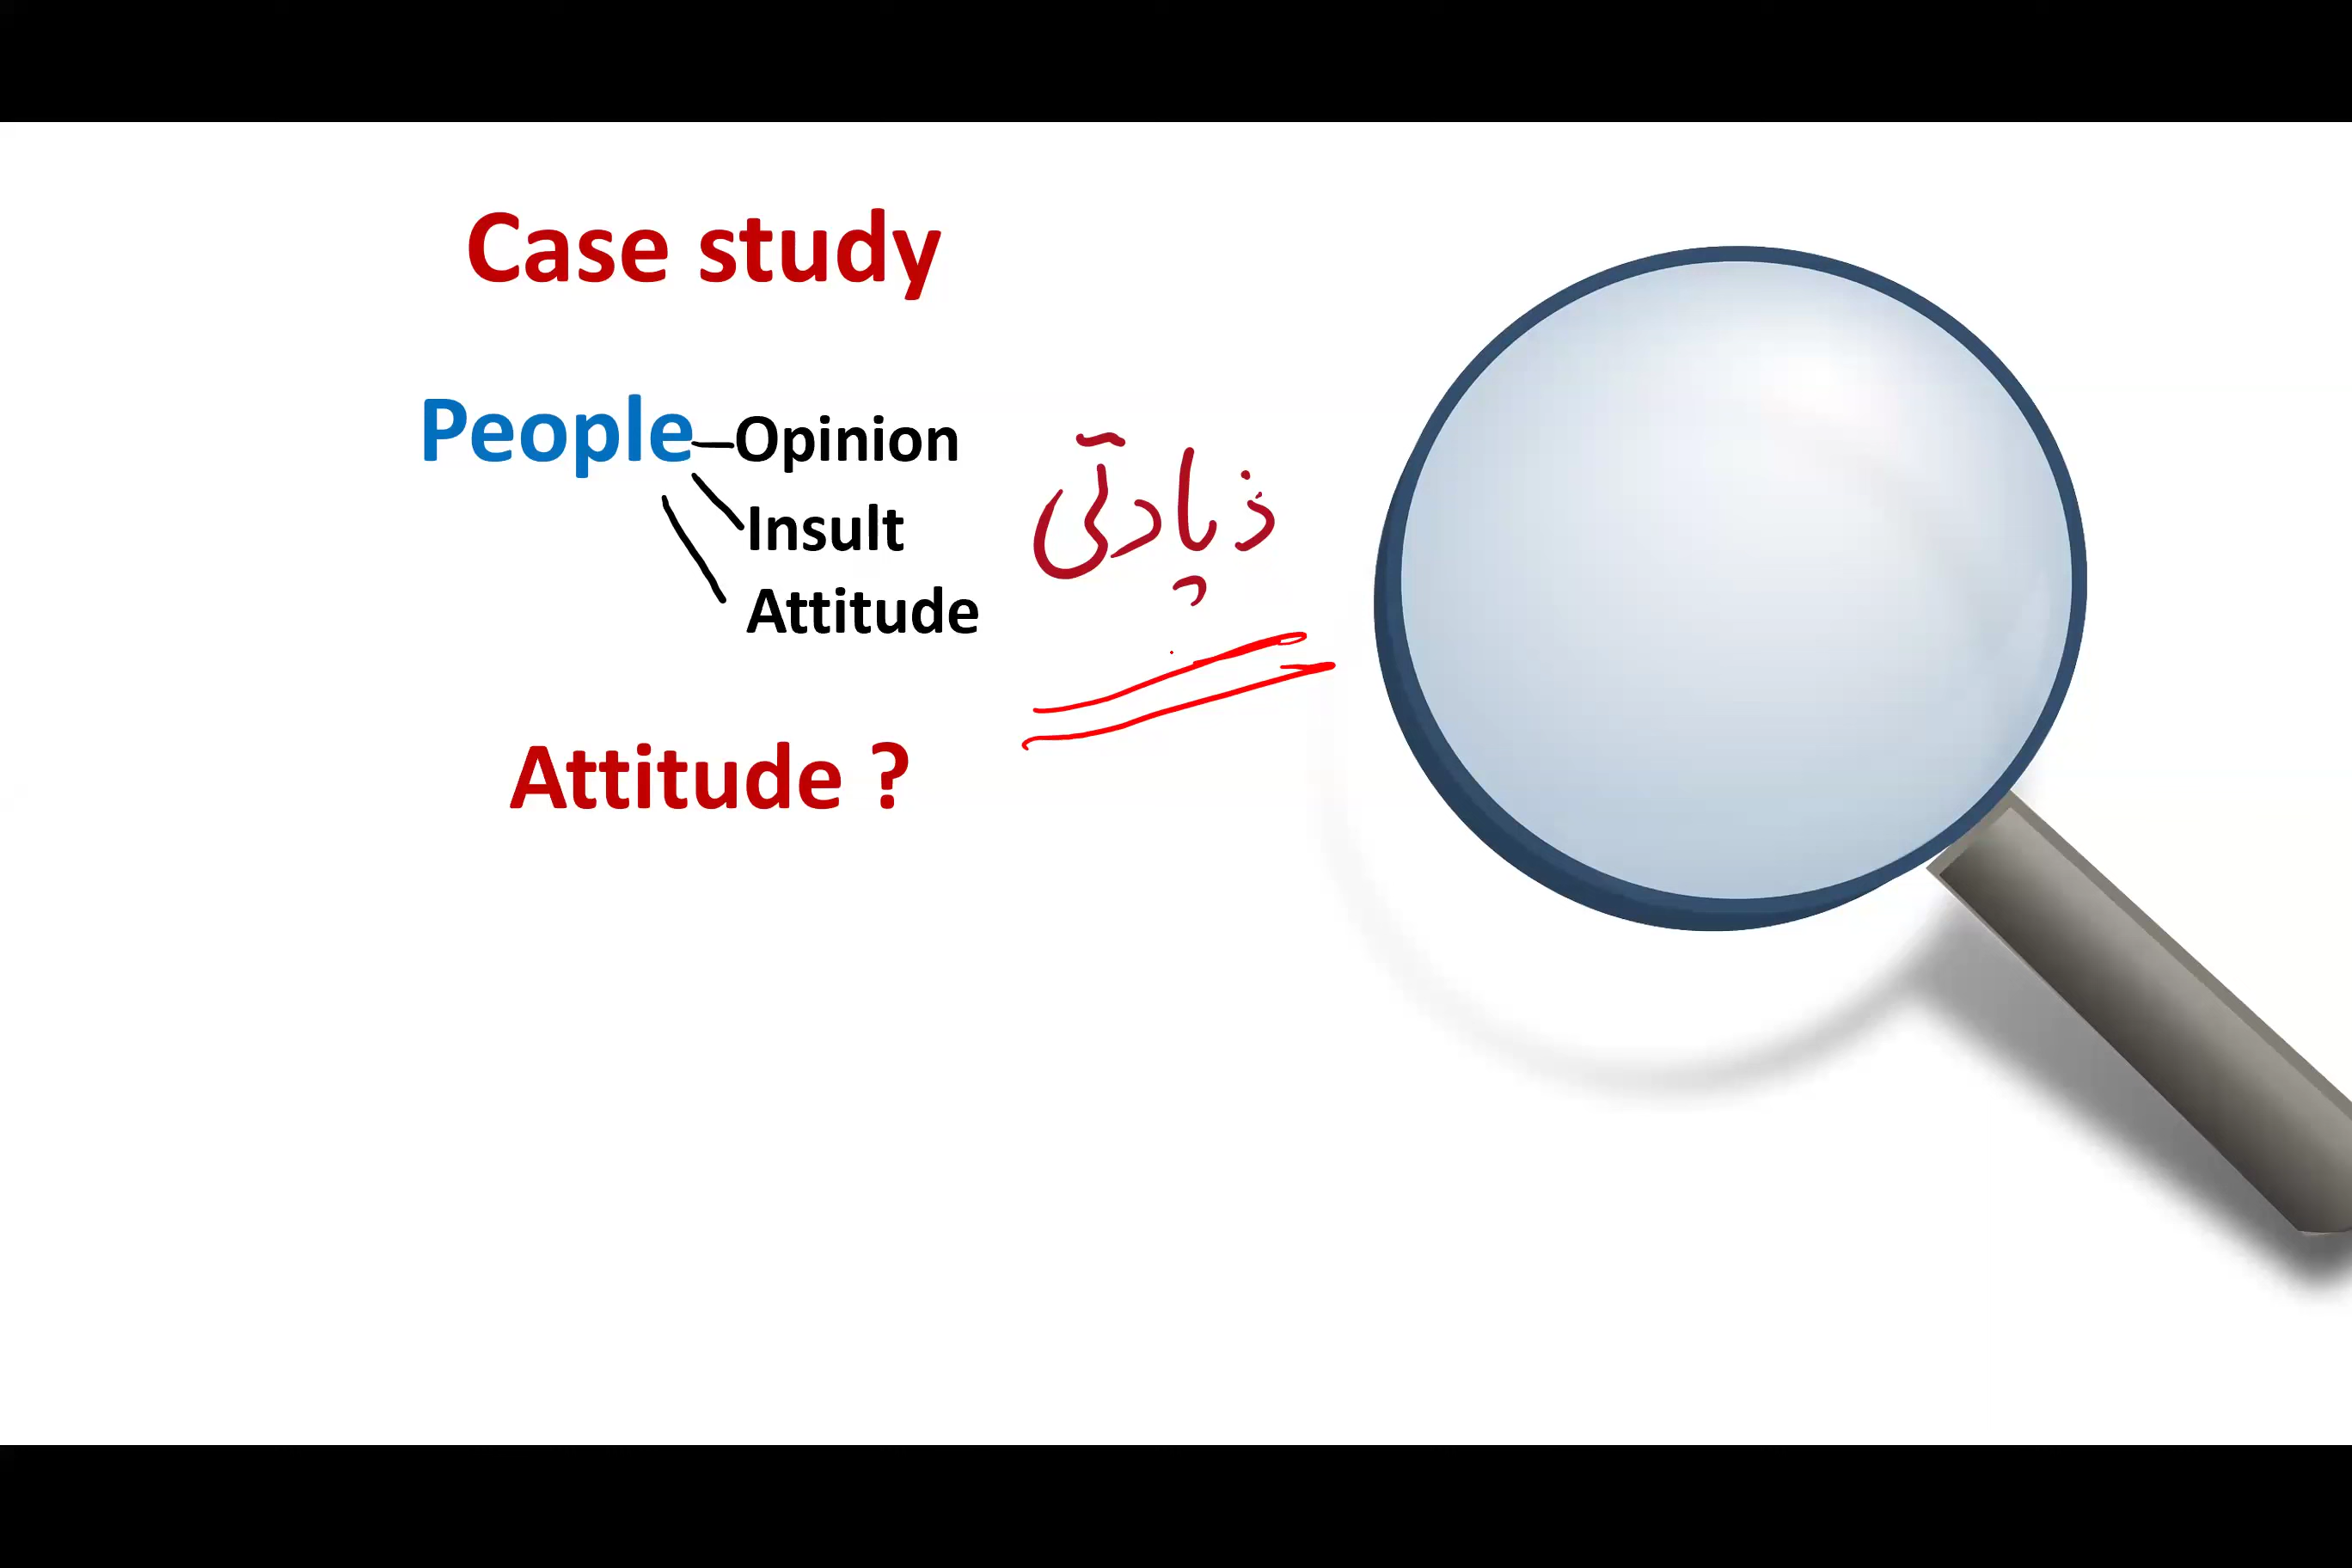 Case study
People Opinion
Insult
Attitude
ذیادتی
Attitude ?